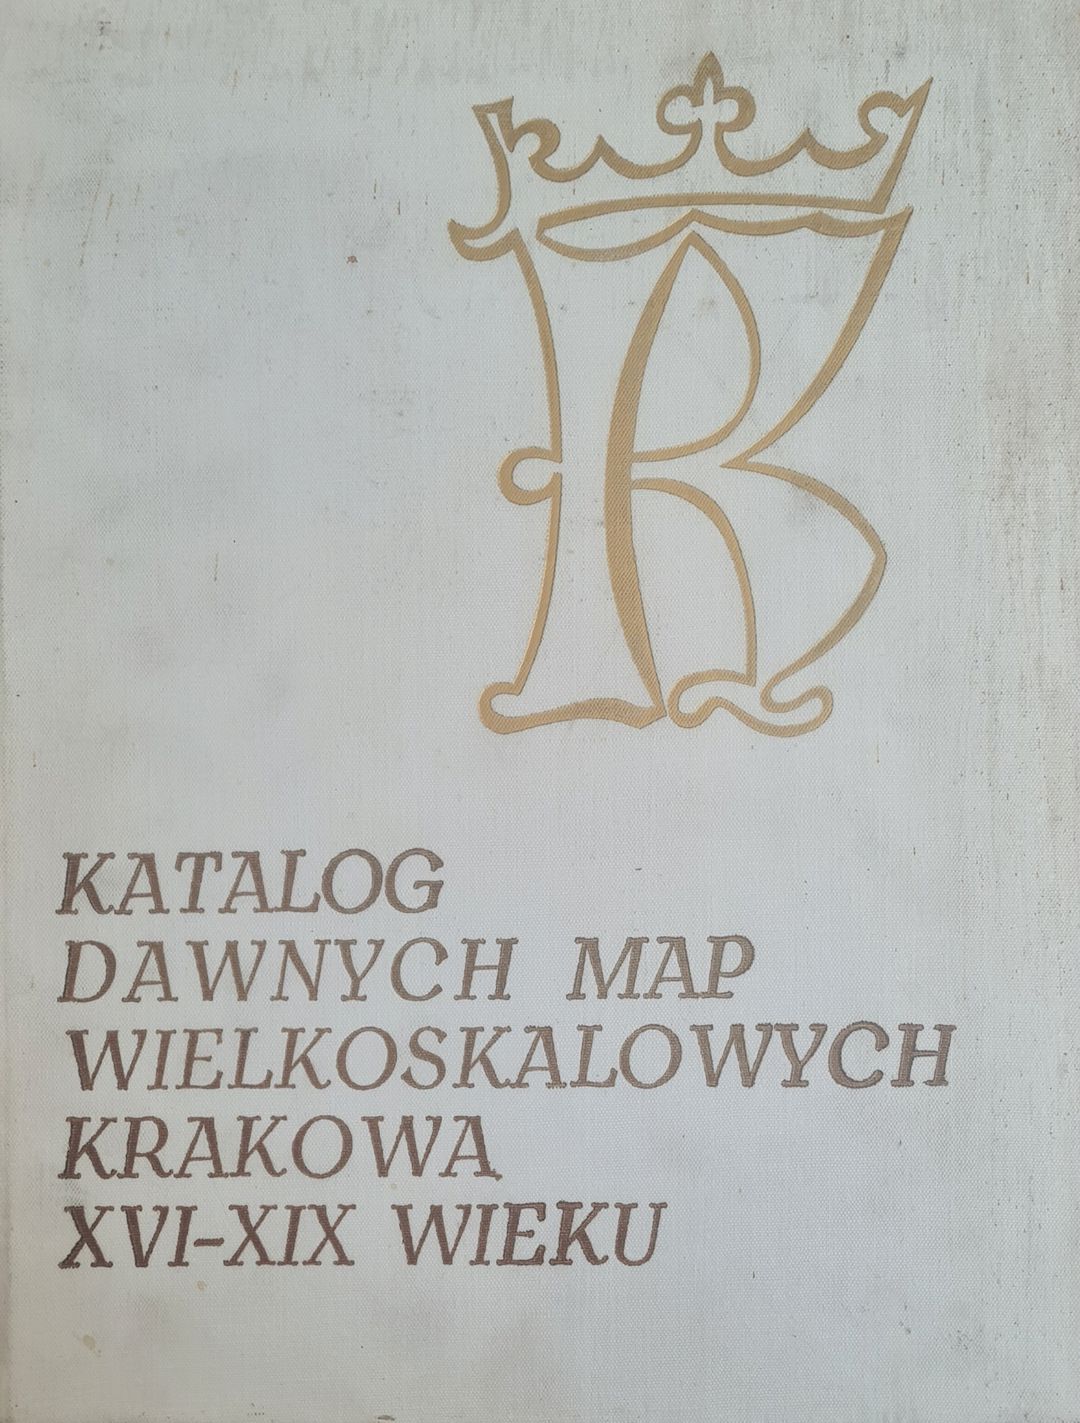 KATALOG
DAWNYCH MAP
WIELKOSKALOWYCH
KRAKOWA
XVI-XIX WIEKU